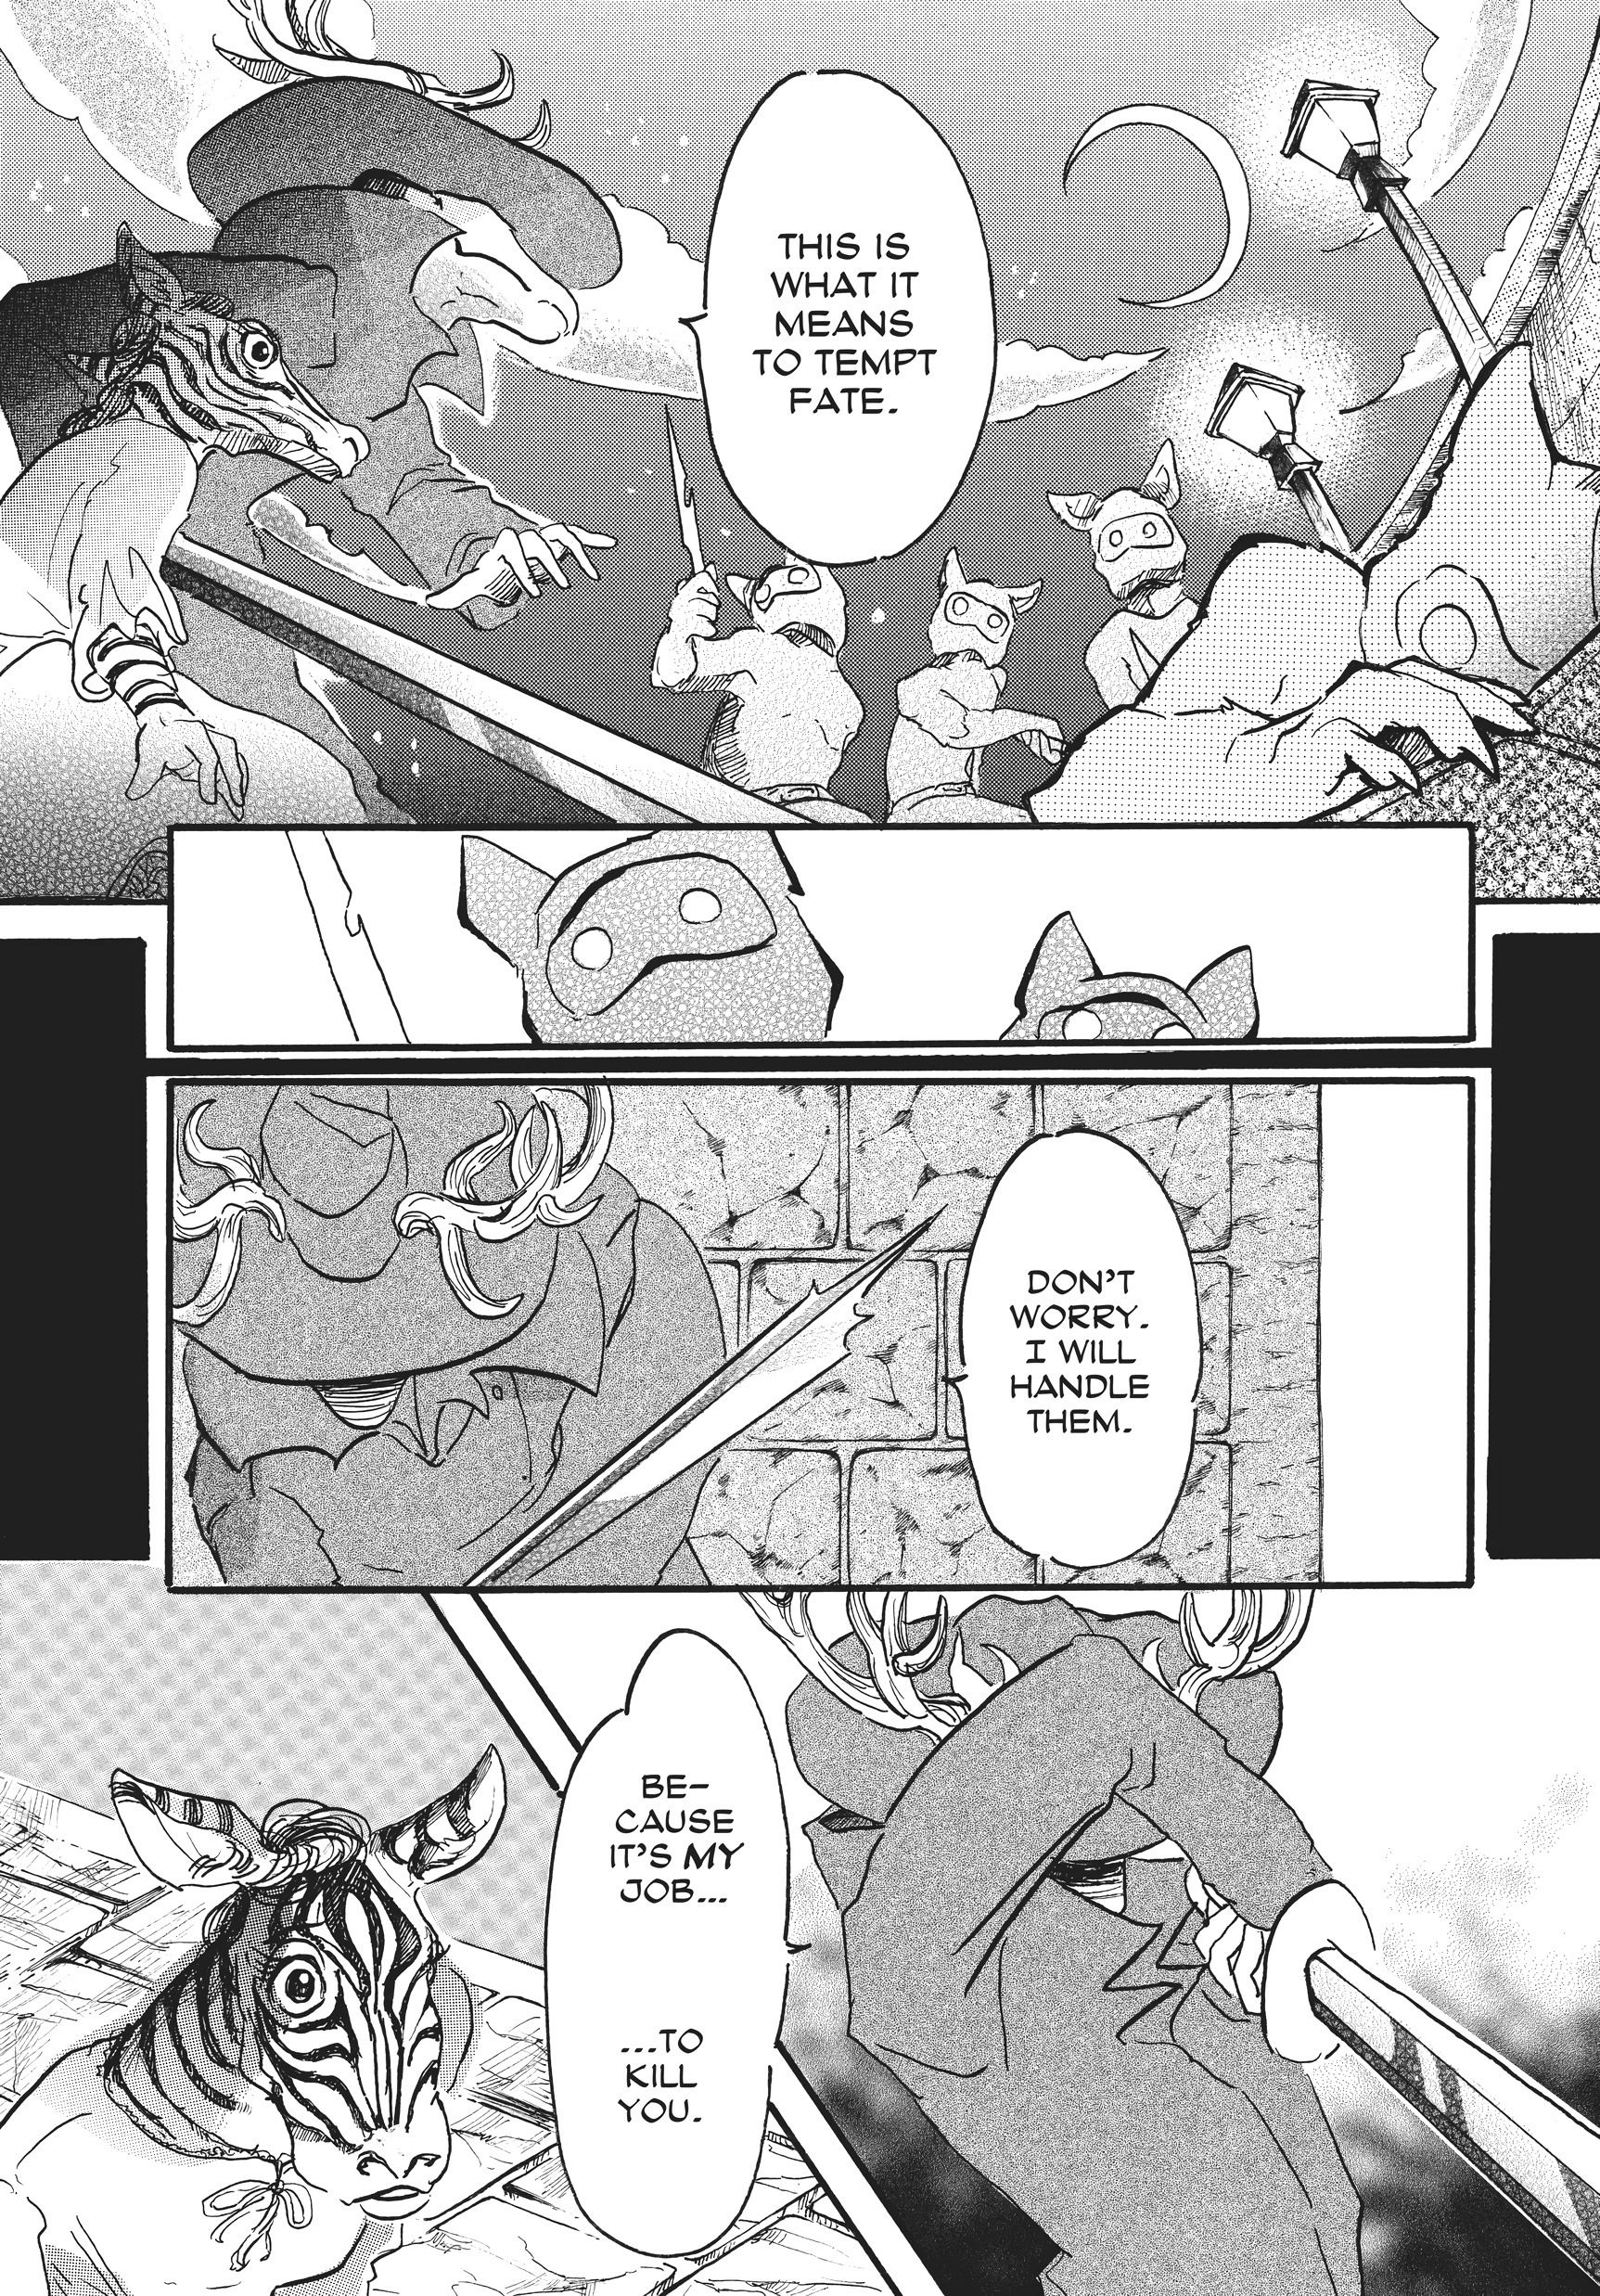 THIS IS
WHAT IT
MEANS
TO TEMPT
FATE.
DON'T
WORRY.
I WILL
HANDLE
THEM.
BE-
CAUSE
IT'S MY
JOB...
...TO
KILL
YOU.